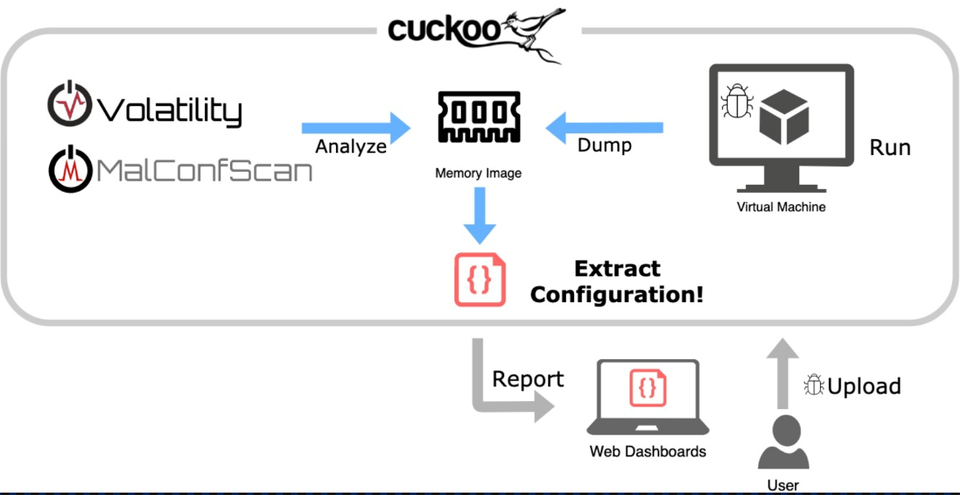 cuckoo
Volatility
MalConfScan
Analyze
Memory Image
Dump
Run
Virtual Machine
{}
Extract
Configuration!
Report
{}
Web Dashboards
Upload
User